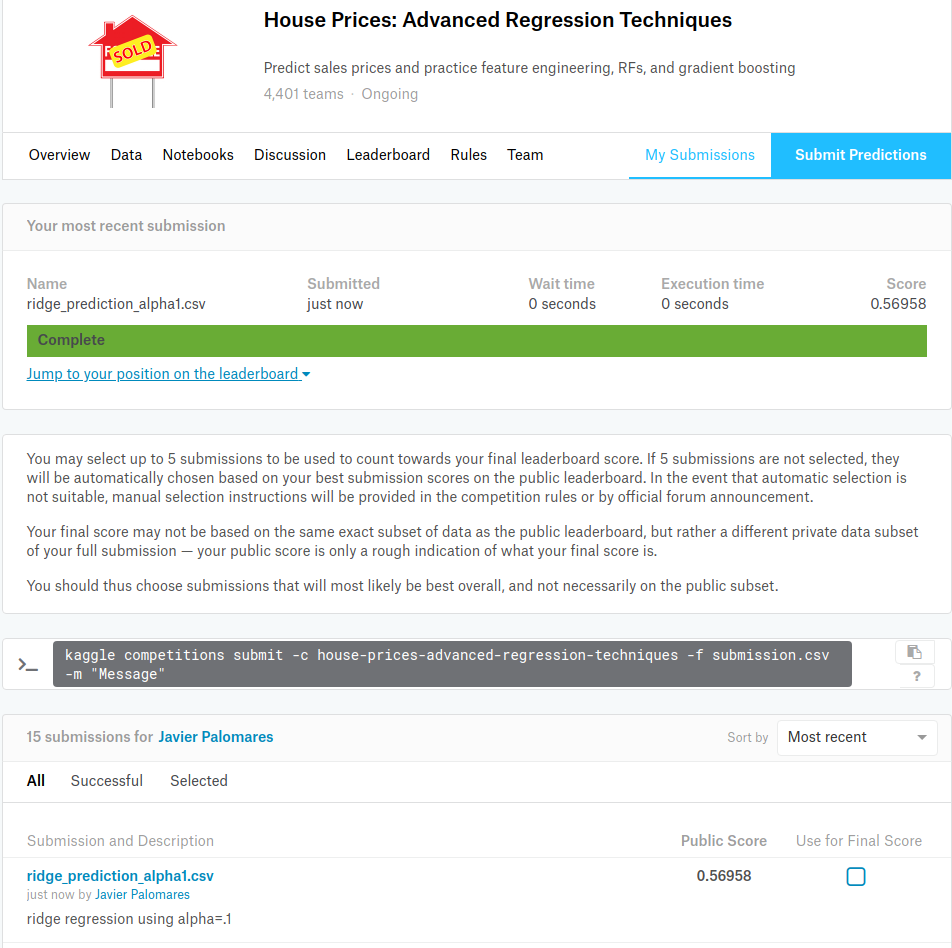 House Prices: Advanced Regression Techniques
SOLD
Predict sales prices and practice feature engineering, RFs, and gradient boosting
4,401 teams · Ongoing
Overview Data Notebooks Discussion Leaderboard Rules Team My Submissions Submit Predictions
Your most recent submission
Name Submitted Wait time Execution time Score
ridge_prediction_alpha1.csv just now 0 seconds 0 seconds 0.56958
Complete
Jump to your position on the leaderboard
You may select up to 5 submissions to be used to count towards your final leaderboard score. If 5 submissions are not selected, they
will be automatically chosen based on your best submission scores on the public leaderboard. In the event that automatic selection is
not suitable, manual selection instructions will be provided in the competition rules or by official forum announcement.
Your final score may not be based on the same exact subset of data as the public leaderboard, but rather a different private data subset
of your full submission — your public score is only a rough indication of what your final score is.
You should thus choose submissions that will most likely be best overall, and not necessarily on the public subset.
>_ kaggle competitions submit -c house-prices-advanced-regression-techniques -f submission.csv
-m "Message"
?
15 submissions for Javier Palomares Sort by Most recent
All Successful Selected
Submission and Description Public Score Use for Final Score
ridge_prediction_alpha1.csv 0.56958
just now by Javier Palomares
ridge regression using alpha=.1